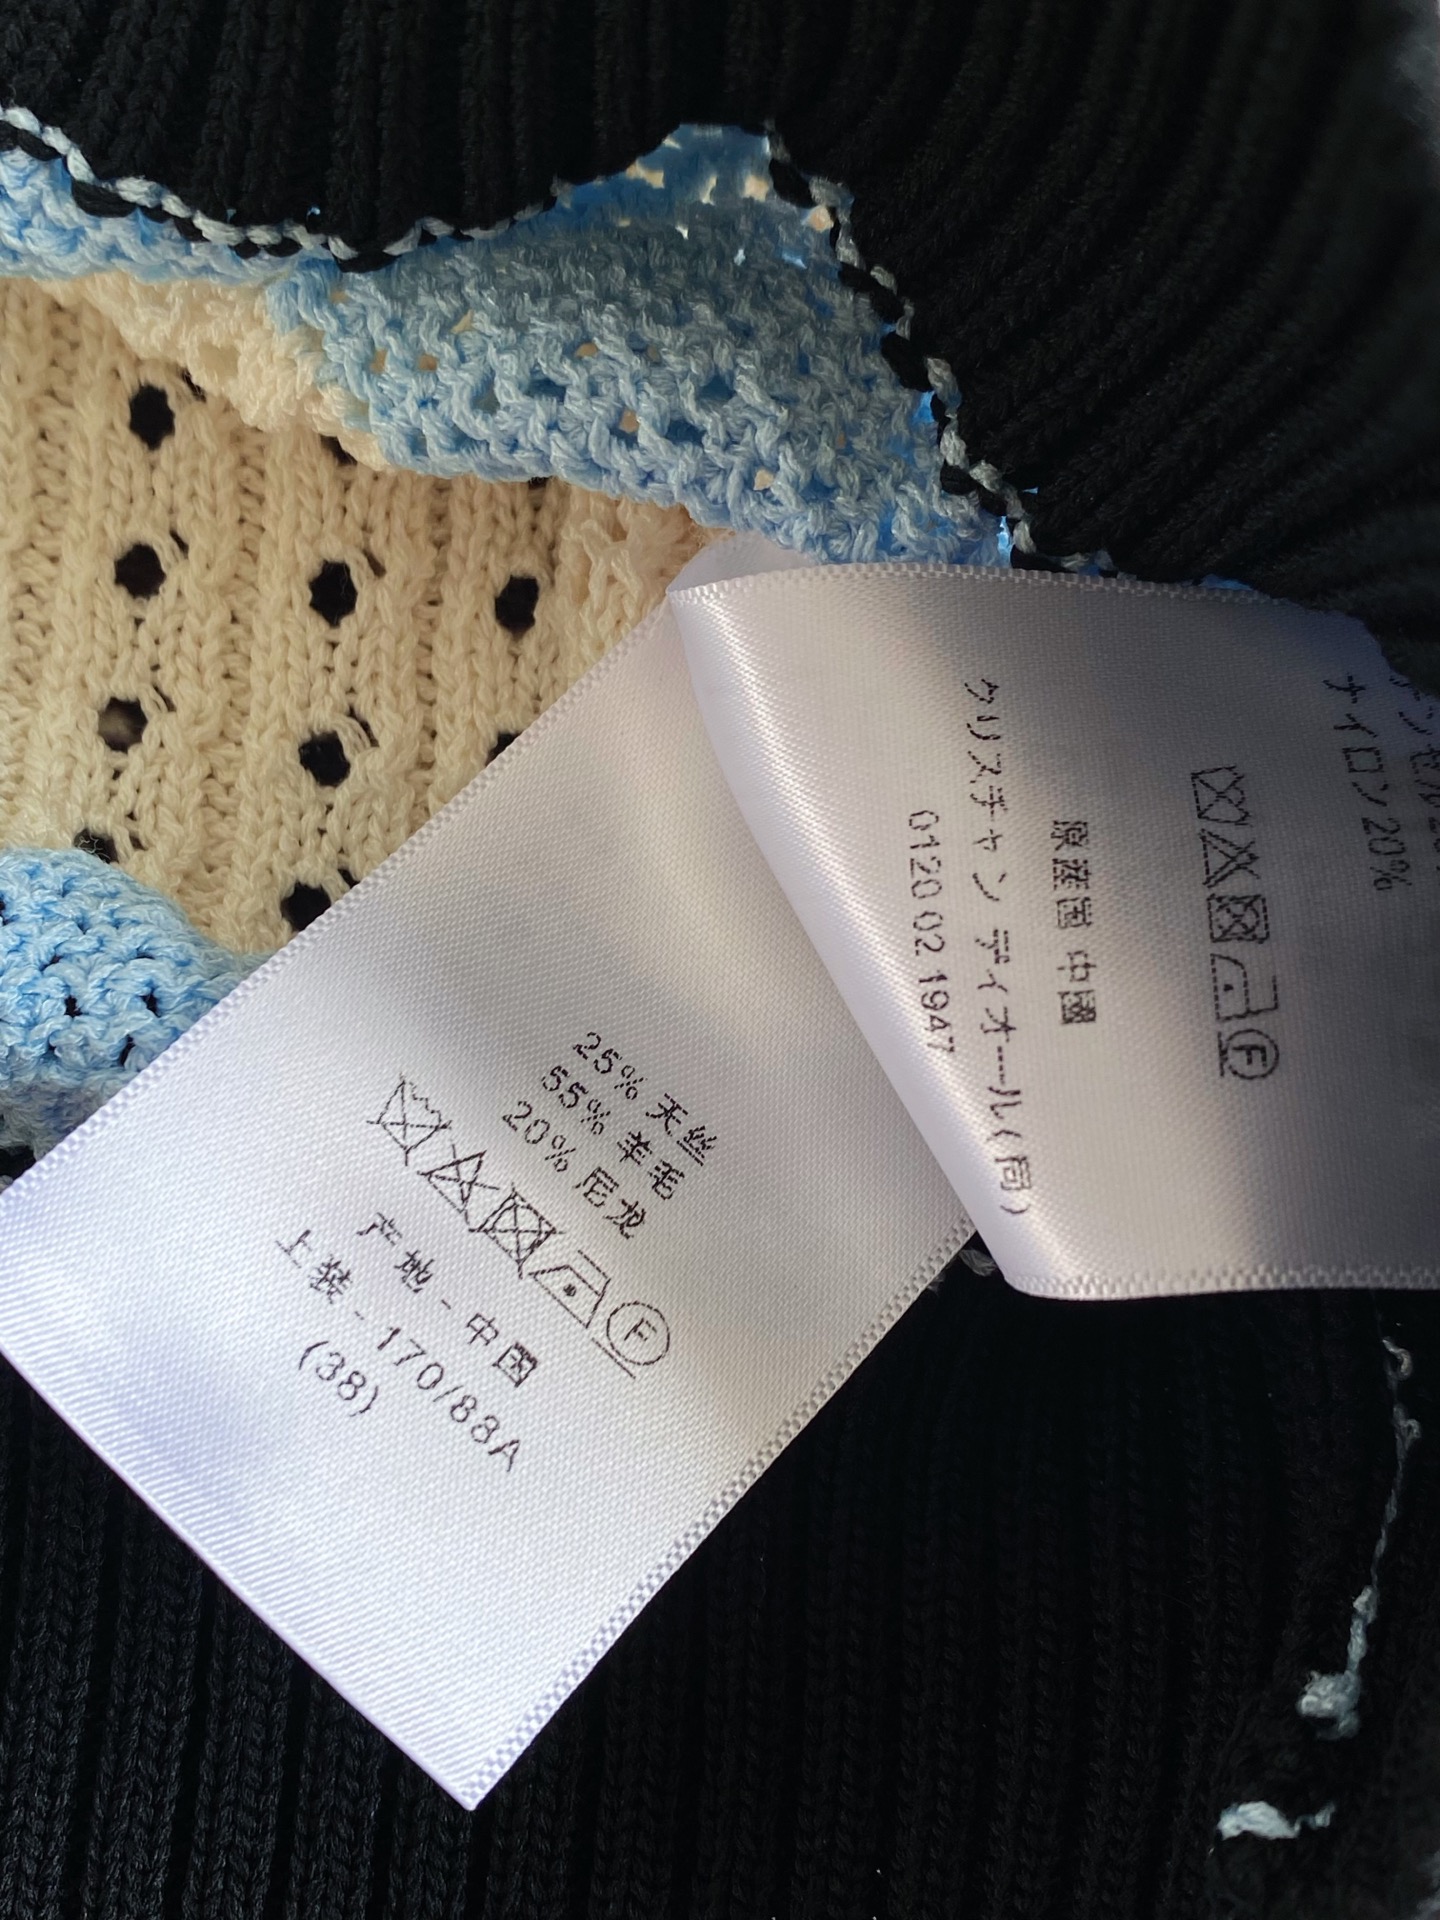 25% 天丝
55% 羊毛
20% 尼龙
F
产地 - 中国
上装 - 170/88A
(38)
ナイロン 20%
F
原産国 中國
クリスチャン ディオール(同)
0120 02 1947